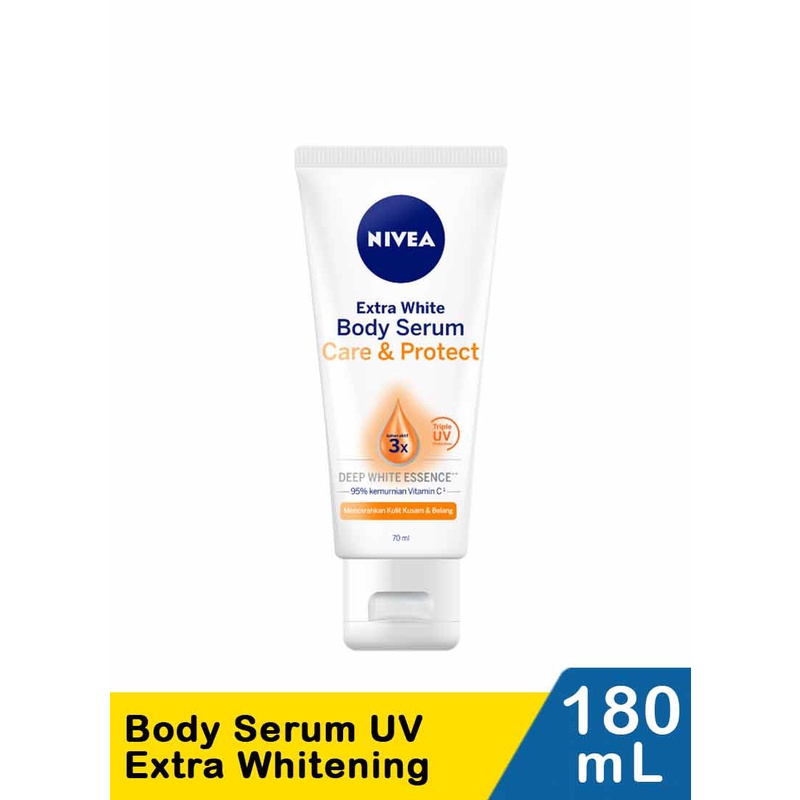 NIVEA
Extra White
Body Serum
Care & Protect
3x
Triple
UV
DEEP WHITE ESSENCE**
95% kemurnian Vitamin C¹
Mencerahkan Kulit Kusam & Belang
70 ml
Body Serum UV
Extra Whitening
180
mL